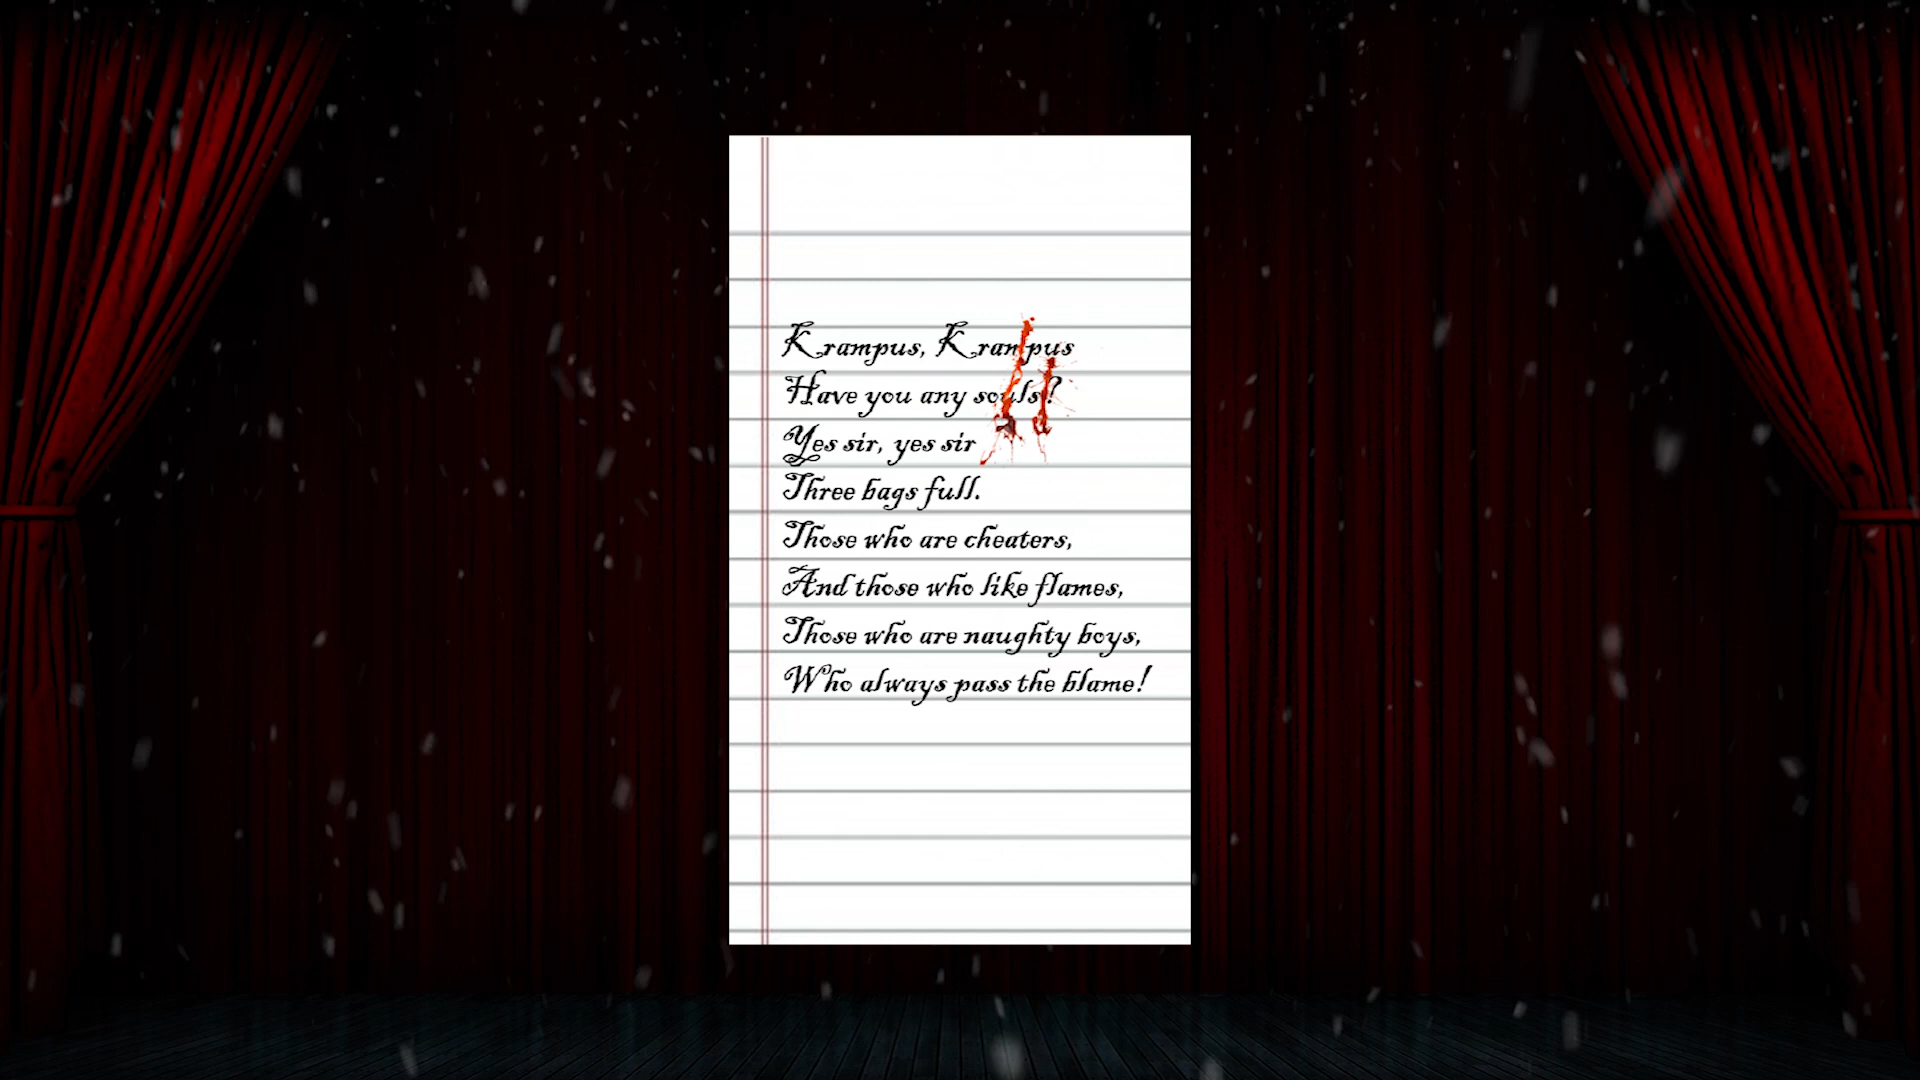 Krampus, Krampus
Have you any souls?
Yes sir, yes sir
Three bags full.
Those who are cheaters,
And those who like flames,
Those who are naughty boys,
Who always pass the blame!